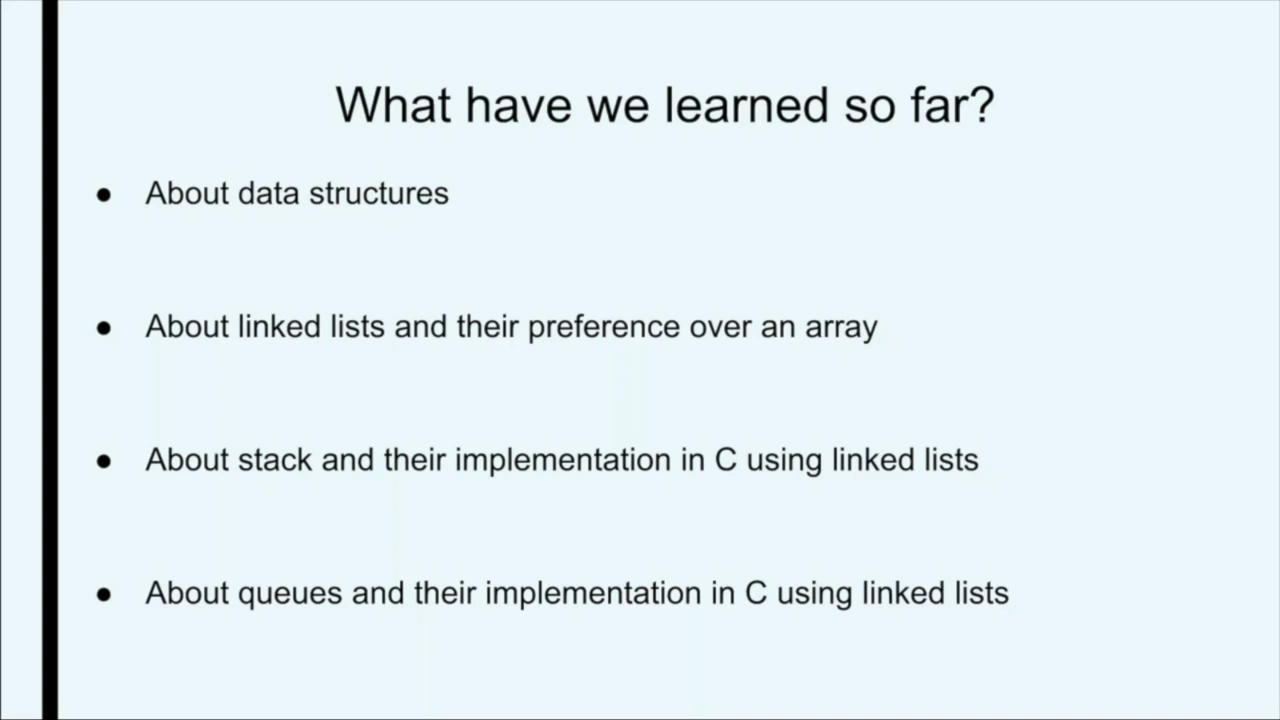 What have we learned so far?
● About data structures
● About linked lists and their preference over an array
● About stack and their implementation in C using linked lists
● About queues and their implementation in C using linked lists